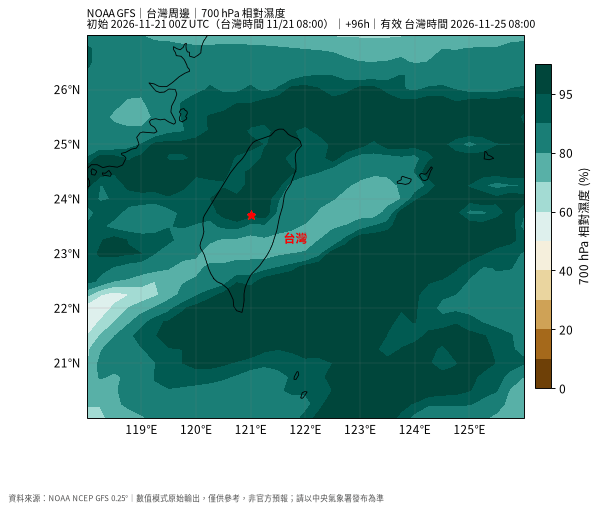 NOAA GFS｜台灣周邊｜700 hPa 相對濕度
初始 2026-11-21 00Z UTC（台灣時間 11/21 08:00）｜+96h｜有效 台灣時間 2026-11-25 08:00
26°N
25°N
24°N
23°N
22°N
21°N
119°E
120°E
121°E
122°E
123°E
124°E
125°E
台灣
95
80
60
40
20
0
700 hPa 相對濕度 (%)
資料來源：NOAA NCEP GFS 0.25°｜數值模式原始輸出，僅供參考，非官方預報；請以中央氣象署發布為準